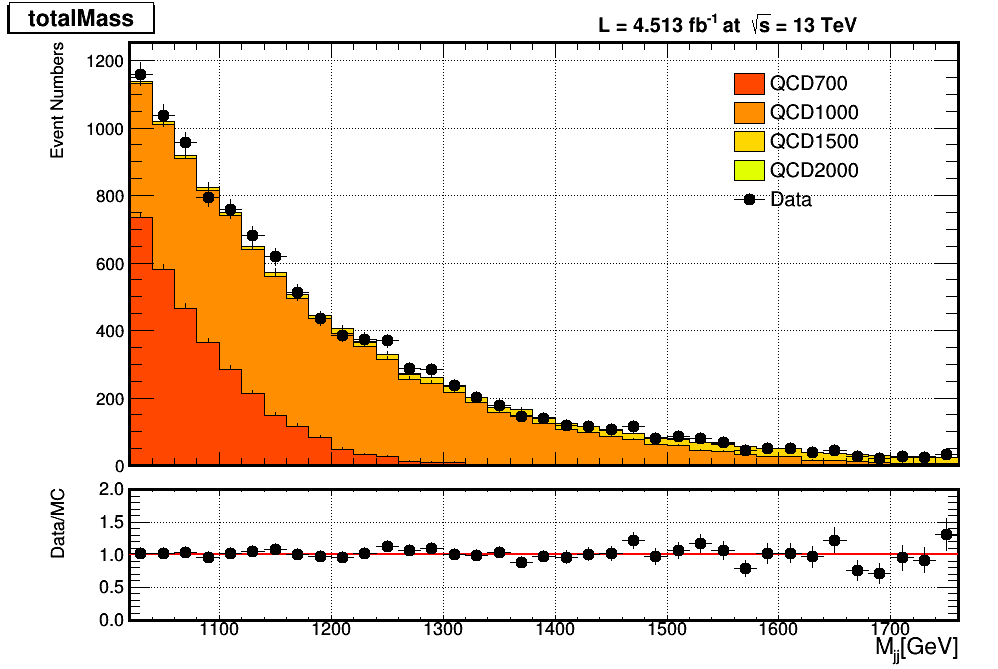 totalMass
L = 4.513 fb-1 at √s = 13 TeV
Event Numbers
1200
1000
800
600
400
200
0
QCD700
QCD1000
QCD1500
QCD2000
Data
Data/MC
2.0
1.5
1.0
0.5
0.0
1100 1200 1300 1400 1500 1600 1700
Mjj[GeV]